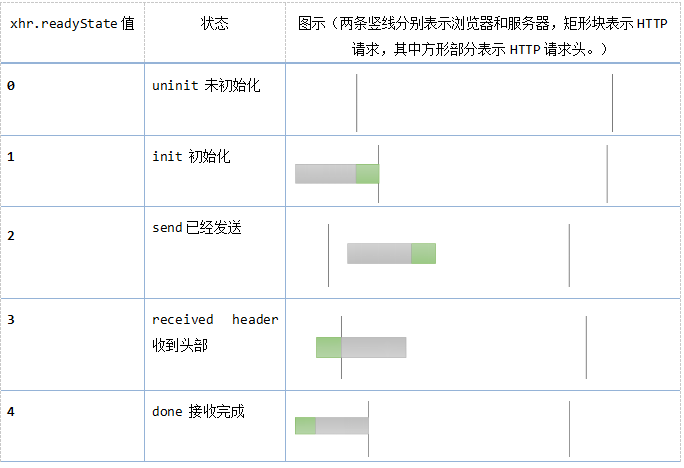 xhr.readyState 值
状态
图示（两条竖线分别表示浏览器和服务器，矩形块表示 HTTP
请求，其中方形部分表示 HTTP 请求头。）
0
uninit 未初始化
1
init 初始化
2
send 已经发送
3
received header
收到头部
4
done 接收完成